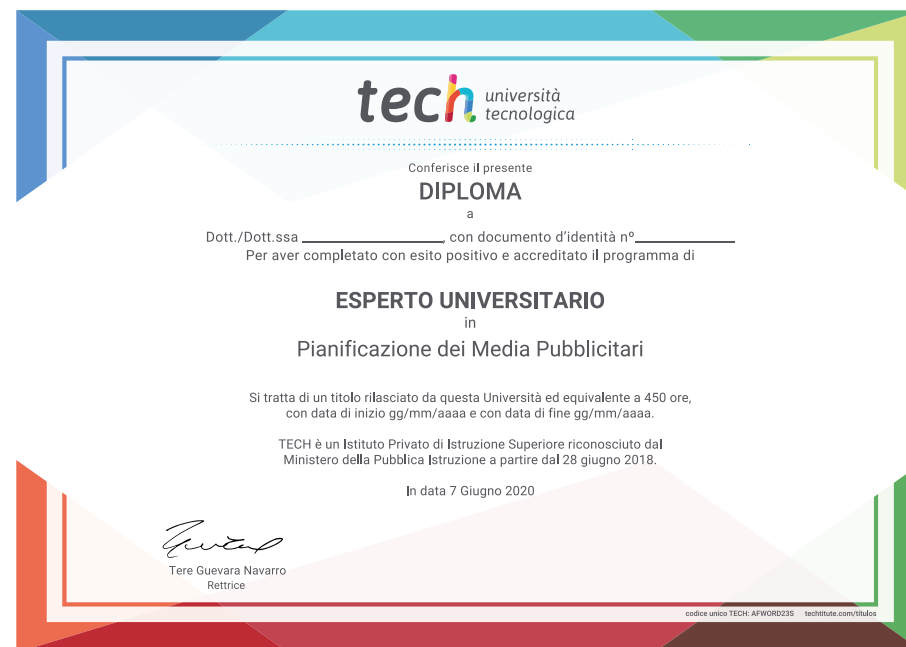 tech università
tecnologica
Conferisce il presente
DIPLOMA
a
Dott./Dott.ssa ____________________, con documento d'identità nº______________
Per aver completato con esito positivo e accreditato il programma di
ESPERTO UNIVERSITARIO
in
Pianificazione dei Media Pubblicitari
Si tratta di un titolo rilasciato da questa Università ed equivalente a 450 ore,
con data di inizio gg/mm/aaaa e con data di fine gg/mm/aaaa.
TECH è un Istituto Privato di Istruzione Superiore riconosciuto dal
Ministero della Pubblica Istruzione a partire dal 28 giugno 2018.
In data 7 Giugno 2020
Tere Guevara Navarro
Rettrice
codice unico TECH: AFWORD23S techtitute.com/títulos